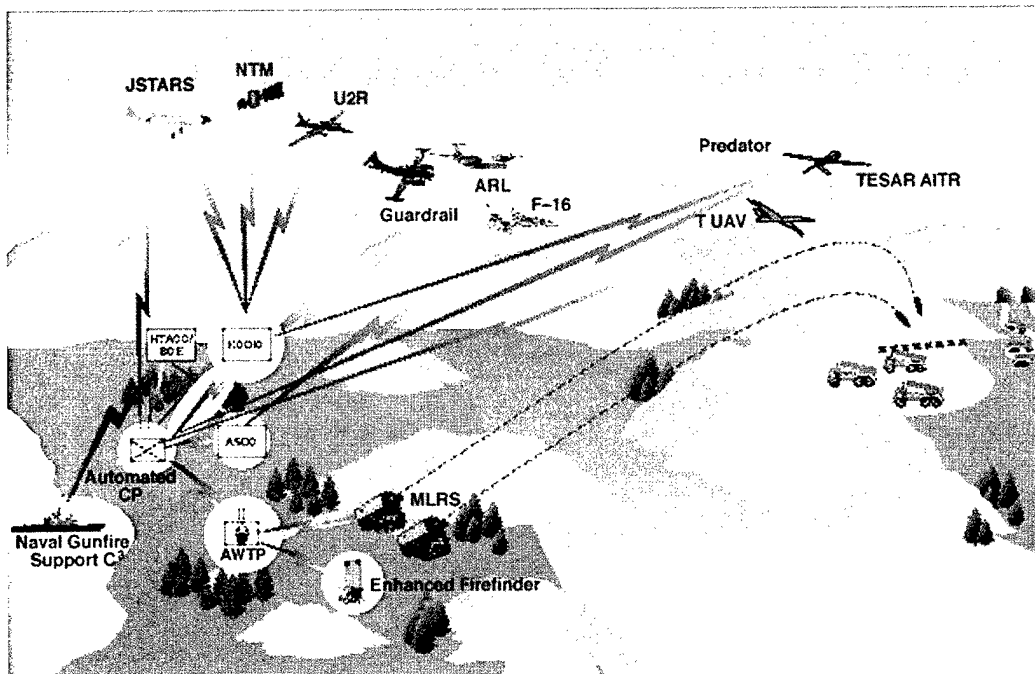 JSTARS
NTM
U2R
Predator
TESAR AITR
ARL
Guardrail
F-16
T UAV
ASOC
Automated
CP
MLRS
Naval Gunfire
Support C3
AWTP
Enhanced Firefinder